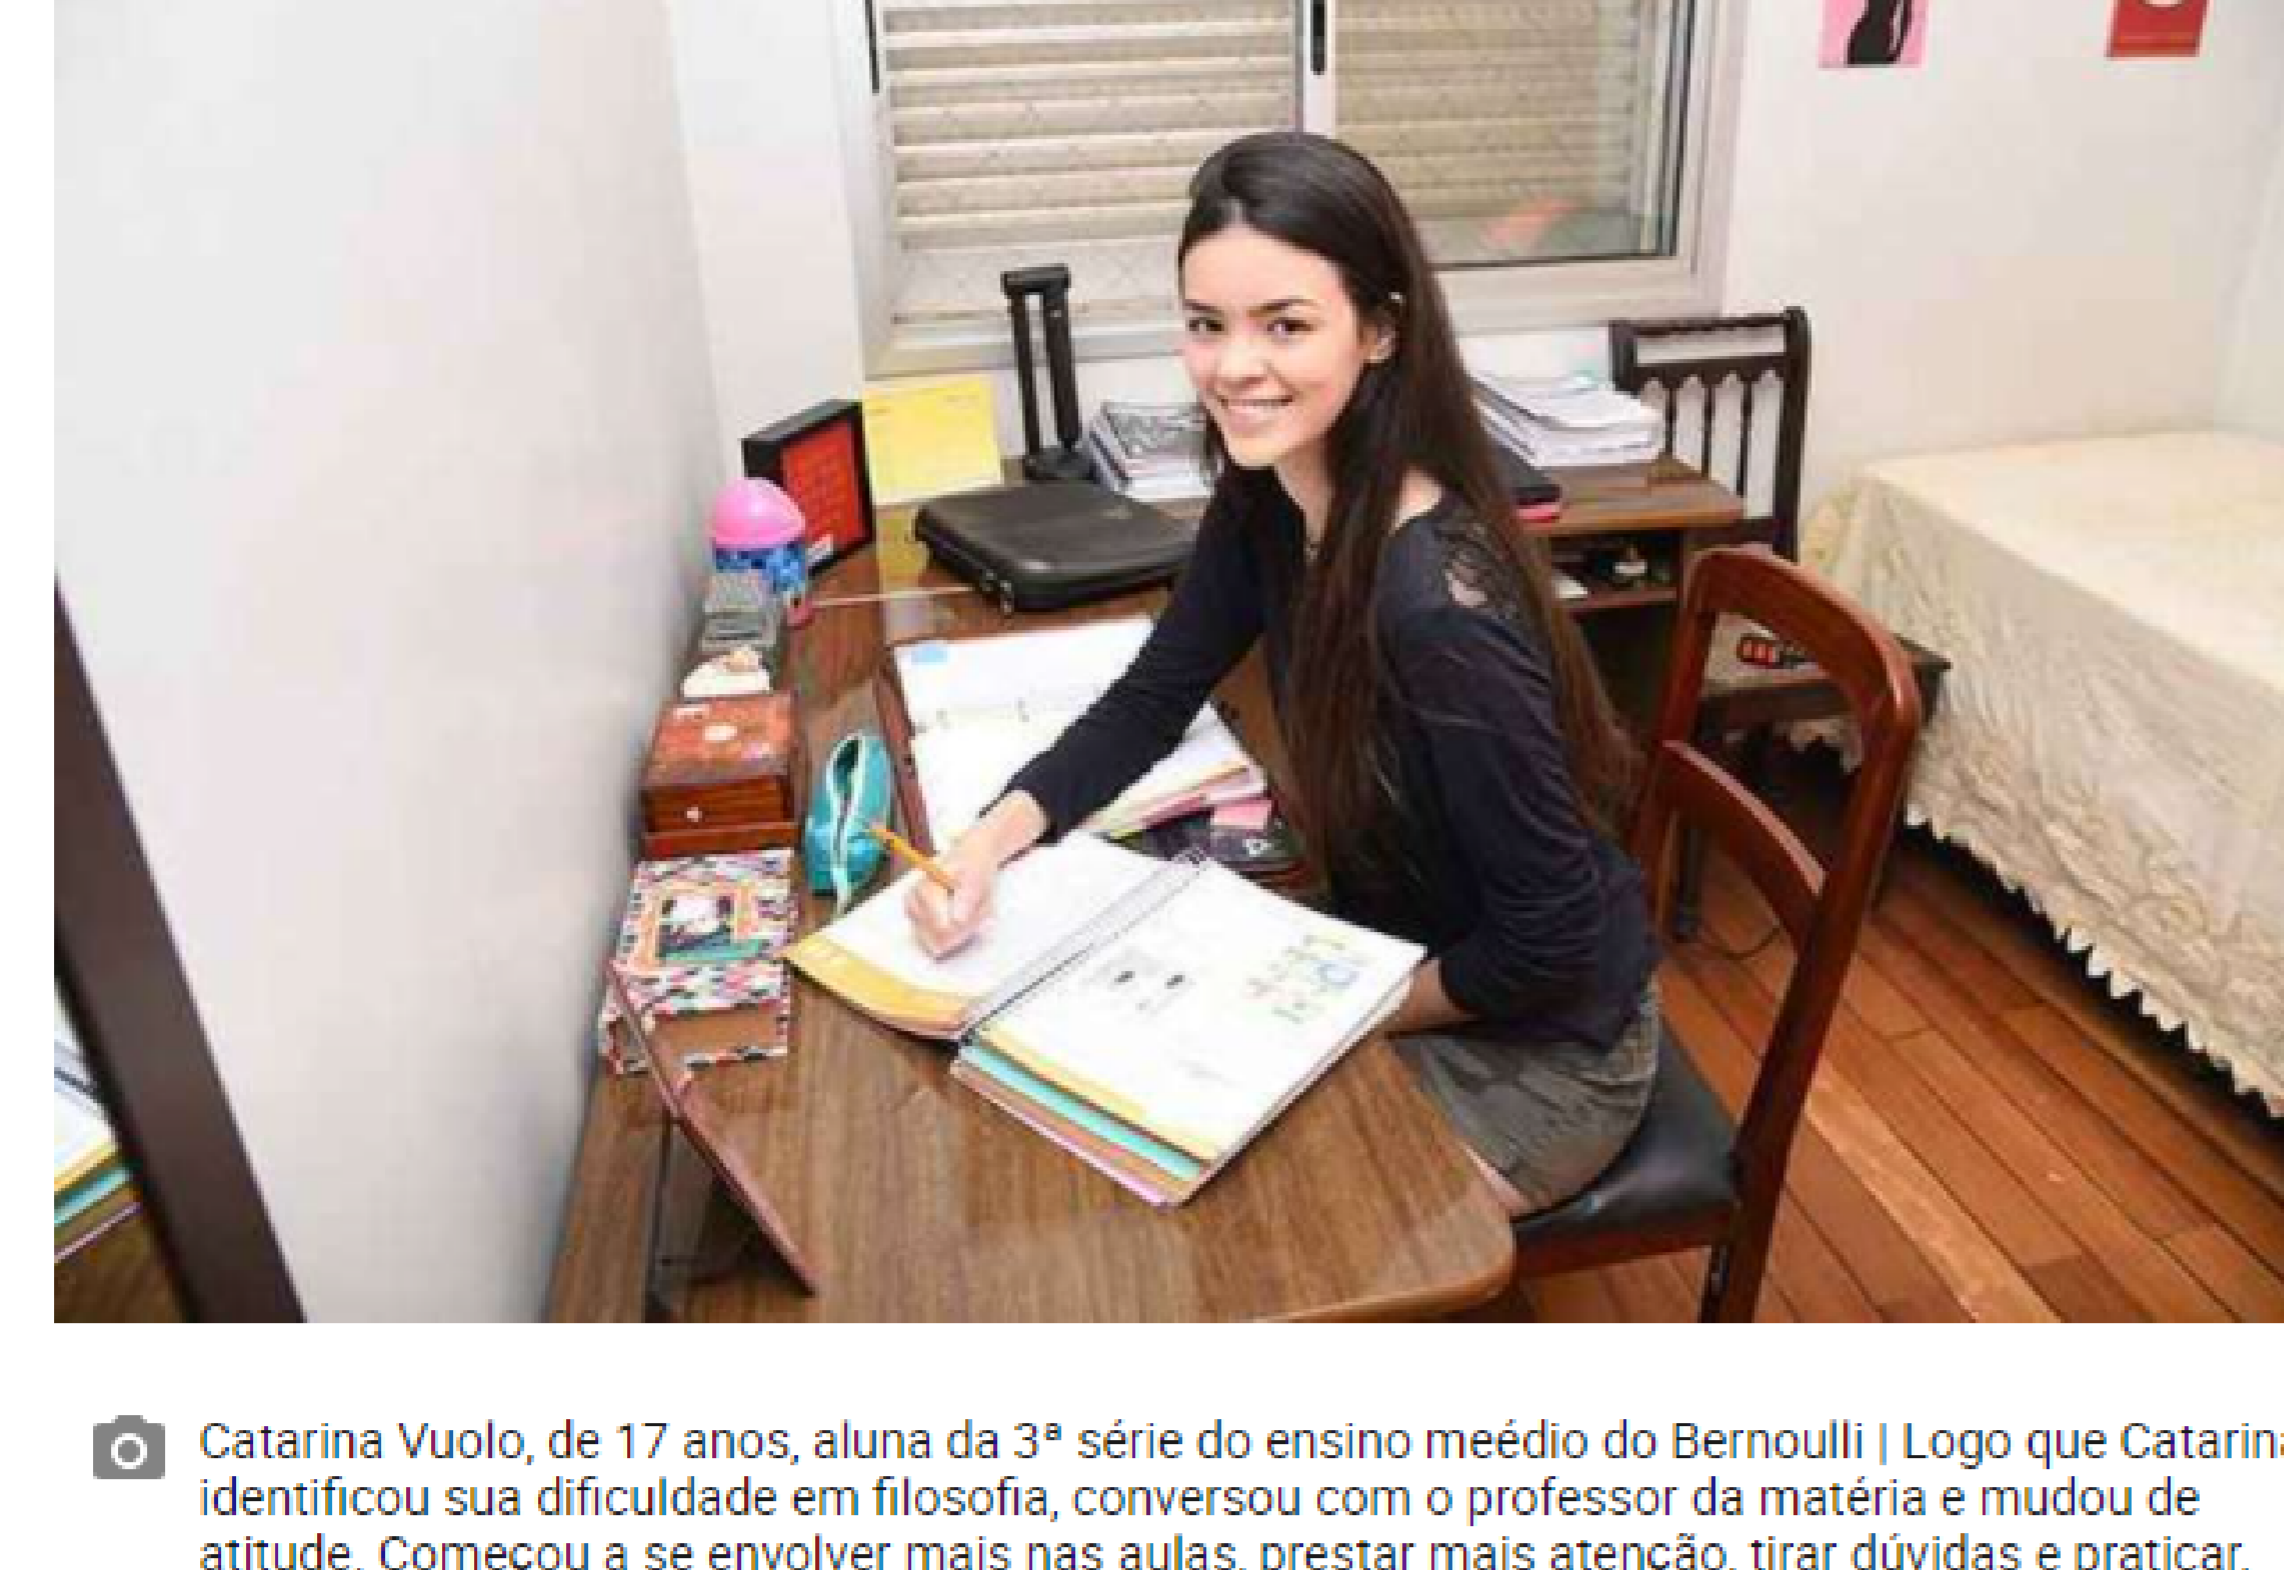 Catarina Vuolo, de 17 anos, aluna da 3ª série do ensino meédio do Bernoulli | Logo que Catarina
identificou sua dificuldade em filosofia, conversou com o professor da matéria e mudou de
atitude. Começou a se envolver mais nas aulas, prestar mais atenção, tirar dúvidas e praticar.